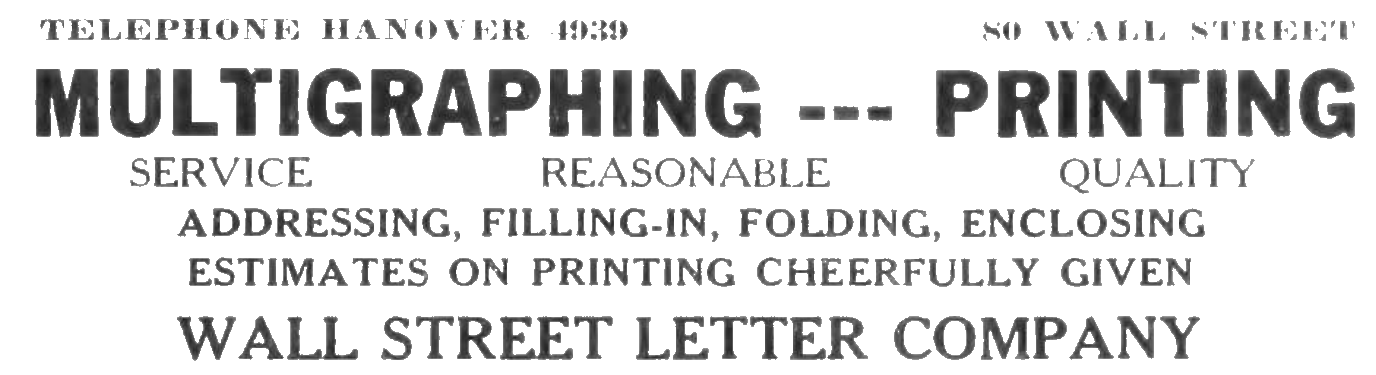 TELEPHONE HANOVER 4939 80 WALL STREET
MULTIGRAPHING --- PRINTING
SERVICE REASONABLE QUALITY
ADDRESSING, FILLING-IN, FOLDING, ENCLOSING
ESTIMATES ON PRINTING CHEERFULLY GIVEN
WALL STREET LETTER COMPANY